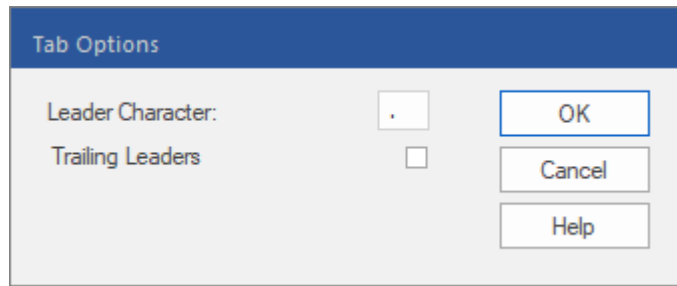 Tab Options
Leader Character: .
OK
Trailing Leaders
Cancel
Help